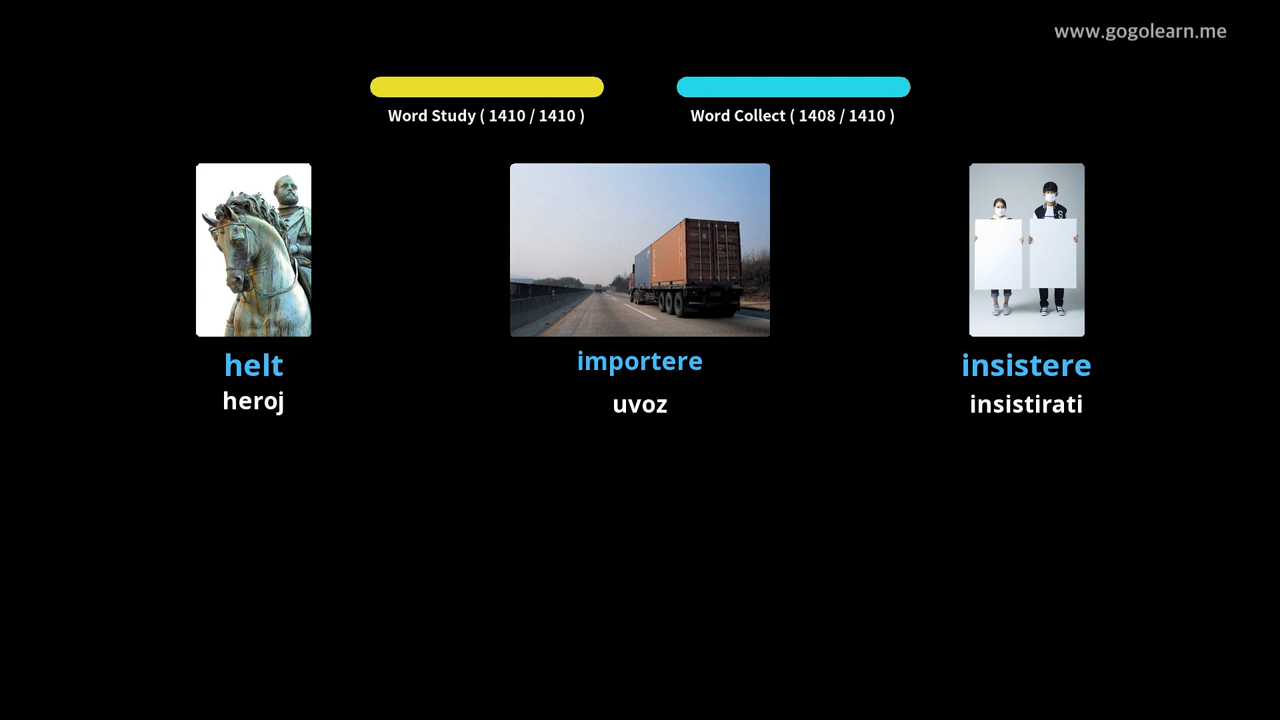 www.gogolearn.me
Word Study ( 1410 / 1410 )
Word Collect ( 1408 / 1410 )
helt
heroj
importere
uvoz
insistere
insistirati